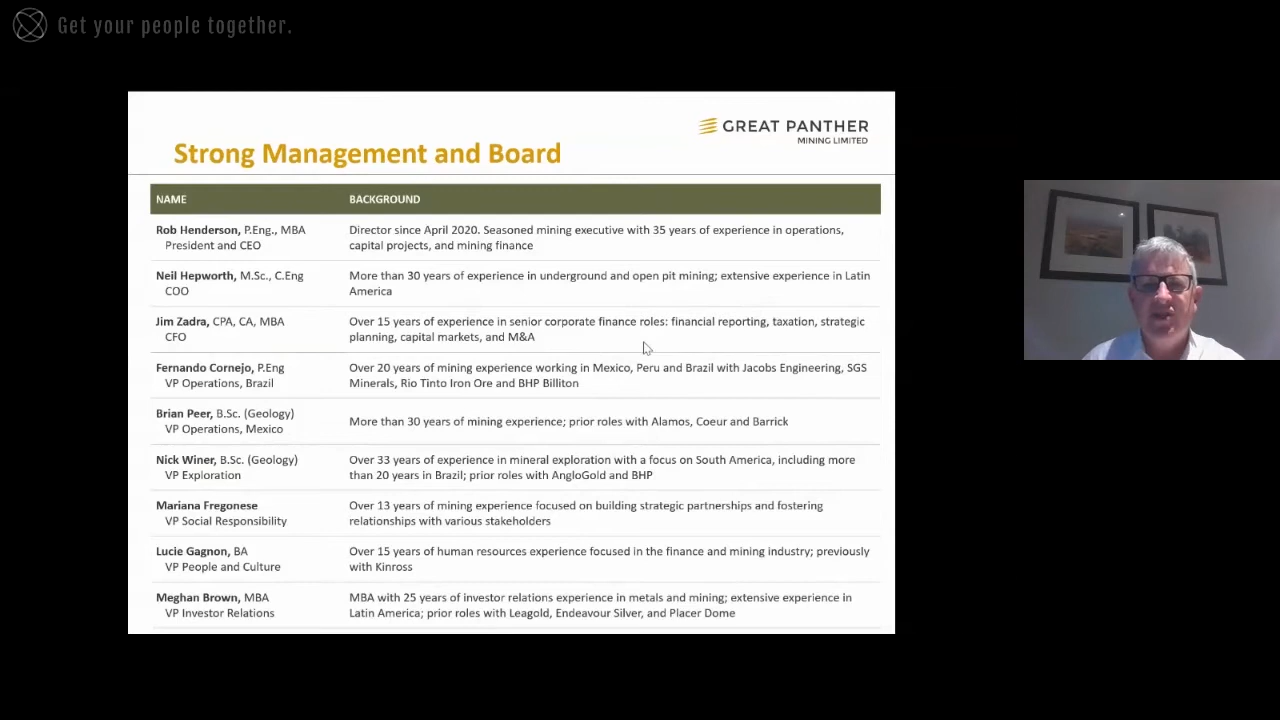 Get your people together.
GREAT PANTHER
MINING LIMITED
Strong Management and Board
NAME BACKGROUND
Rob Henderson, P.Eng., MBA
President and CEO
Director since April 2020. Seasoned mining executive with 35 years of experience in operations,
capital projects, and mining finance
Neil Hepworth, M.Sc., C.Eng
COO
More than 30 years of experience in underground and open pit mining; extensive experience in Latin
America
Jim Zadra, CPA, CA, MBA
CFO
Over 15 years of experience in senior corporate finance roles: financial reporting, taxation, strategic
planning, capital markets, and M&A
Fernando Cornejo, P.Eng
VP Operations, Brazil
Over 20 years of mining experience working in Mexico, Peru and Brazil with Jacobs Engineering, SGS
Minerals, Rio Tinto Iron Ore and BHP Billiton
Brian Peer, B.Sc. (Geology)
VP Operations, Mexico
More than 30 years of mining experience; prior roles with Alamos, Coeur and Barrick
Nick Winer, B.Sc. (Geology)
VP Exploration
Over 33 years of experience in mineral exploration with a focus on South America, including more
than 20 years in Brazil; prior roles with AngloGold and BHP
Mariana Fregonese
VP Social Responsibility
Over 13 years of mining experience focused on building strategic partnerships and fostering
relationships with various stakeholders
Lucie Gagnon, BA
VP People and Culture
Over 15 years of human resources experience focused in the finance and mining industry; previously
with Kinross
Meghan Brown, MBA
VP Investor Relations
MBA with 25 years of investor relations experience in metals and mining; extensive experience in
Latin America; prior roles with Leagold, Endeavour Silver, and Placer Dome